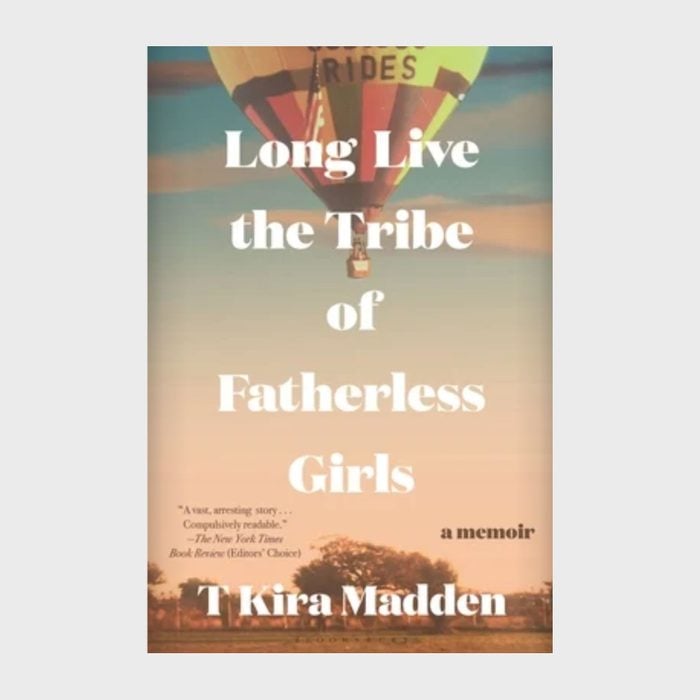 RIDES
Long Live
the Tribe
of
Fatherless
Girls
"A vast, arresting story . . .
Compulsively readable."
—The New York Times
Book Review (Editors' Choice)
a memoir
T Kira Madden
BLOOMSBURY